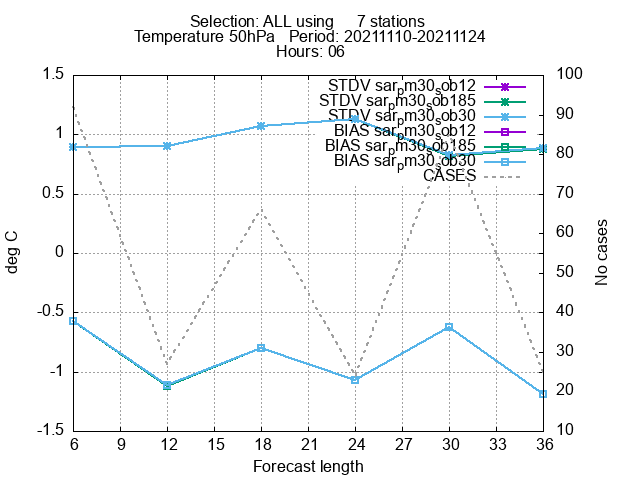 Selection: ALL using 7 stations
Temperature 50hPa Period: 20211110-20211124
Hours: 06
STDV sar_pm30_sob12
STDV sar_pm30_sob185
STDV sar_pm30_sob30
BIAS sar_pm30_sob12
BIAS sar_pm30_sob185
BIAS sar_pm30_sob30
CASES
deg C
1.5
1
0.5
0
-0.5
-1
-1.5
100
90
80
70
60
50
40
30
20
10
No cases
6 9 12 15 18 21 24 27 30 33 36
Forecast length